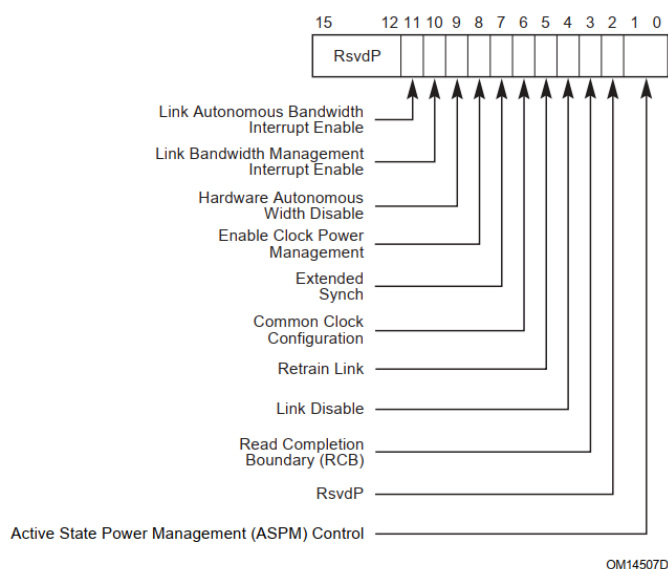 15 12 11 10 9 8 7 6 5 4 3 2 1 0
RsvdP
Link Autonomous Bandwidth
Interrupt Enable
Link Bandwidth Management
Interrupt Enable
Hardware Autonomous
Width Disable
Enable Clock Power
Management
Extended
Synch
Common Clock
Configuration
Retrain Link
Link Disable
Read Completion
Boundary (RCB)
RsvdP
Active State Power Management (ASPM) Control
OM14507D